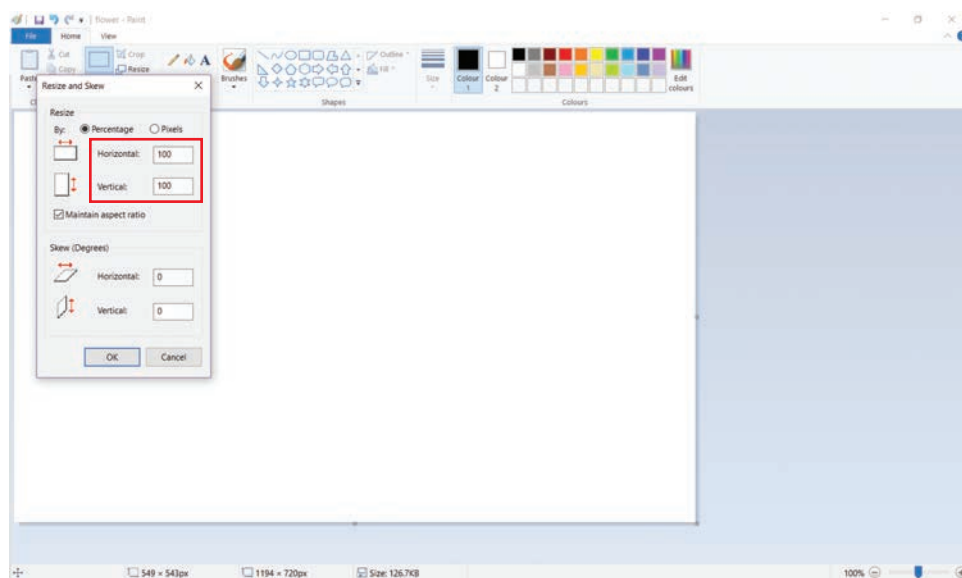 flower - Paint
File Home View
Cut
Copy
Crop
Resize
A
Brushes
Outline
Fill
Size
Colour 1
Colour 2
Edit colours
Shapes
Colours
Resize and Skew
Resize
By: Percentage Pixels
Horizontal: 100
Vertical: 100
Maintain aspect ratio
Skew (Degrees)
Horizontal: 0
Vertical: 0
OK Cancel
549 × 543px 1194 × 720px Size: 126.7KB 100%